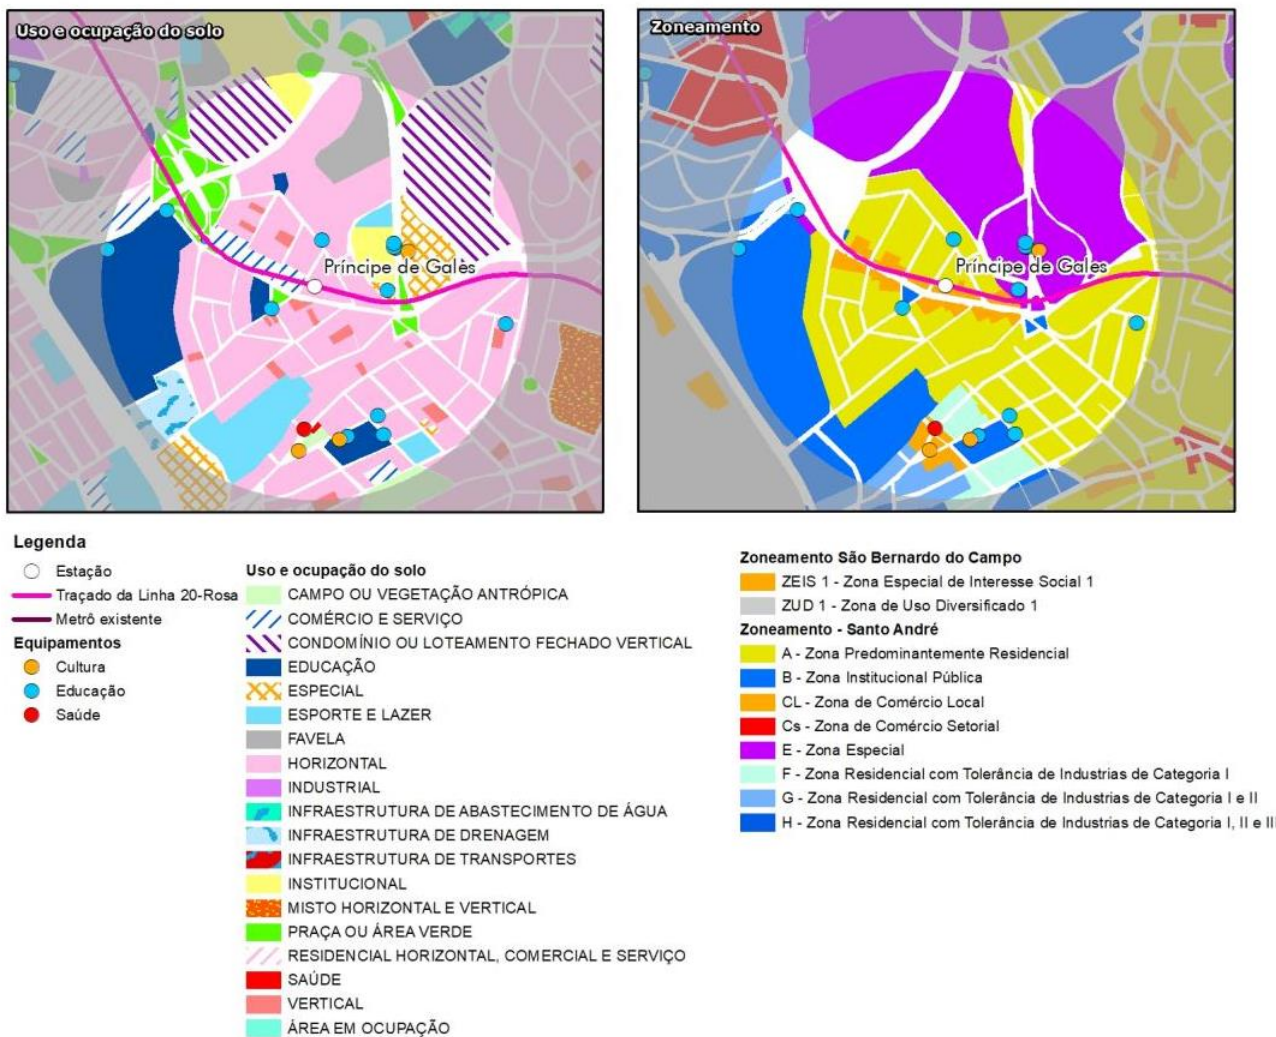 Uso e ocupação do solo
Príncipe de Gales
Zoneamento
Príncipe de Gales
Legenda
Estação
Traçado da Linha 20-Rosa
Metrô existente
Equipamentos
Cultura
Educação
Saúde
Uso e ocupação do solo
CAMPO OU VEGETAÇÃO ANTRÓPICA
COMÉRCIO E SERVIÇO
CONDOMÍNIO OU LOTEAMENTO FECHADO VERTICAL
EDUCAÇÃO
ESPECIAL
ESPORTE E LAZER
FAVELA
HORIZONTAL
INDUSTRIAL
INFRAESTRUTURA DE ABASTECIMENTO DE ÁGUA
INFRAESTRUTURA DE DRENAGEM
INFRAESTRUTURA DE TRANSPORTES
INSTITUCIONAL
MISTO HORIZONTAL E VERTICAL
PRAÇA OU ÁREA VERDE
RESIDENCIAL HORIZONTAL, COMERCIAL E SERVIÇO
SAÚDE
VERTICAL
ÁREA EM OCUPAÇÃO
Zoneamento São Bernardo do Campo
ZEIS 1 - Zona Especial de Interesse Social 1
ZUD 1 - Zona de Uso Diversificado 1
Zoneamento - Santo André
A - Zona Predominantemente Residencial
B - Zona Institucional Pública
CL - Zona de Comércio Local
Cs - Zona de Comércio Setorial
E - Zona Especial
F - Zona Residencial com Tolerância de Industrias de Categoria I
G - Zona Residencial com Tolerância de Industrias de Categoria I e II
H - Zona Residencial com Tolerância de Industrias de Categoria I, II e III